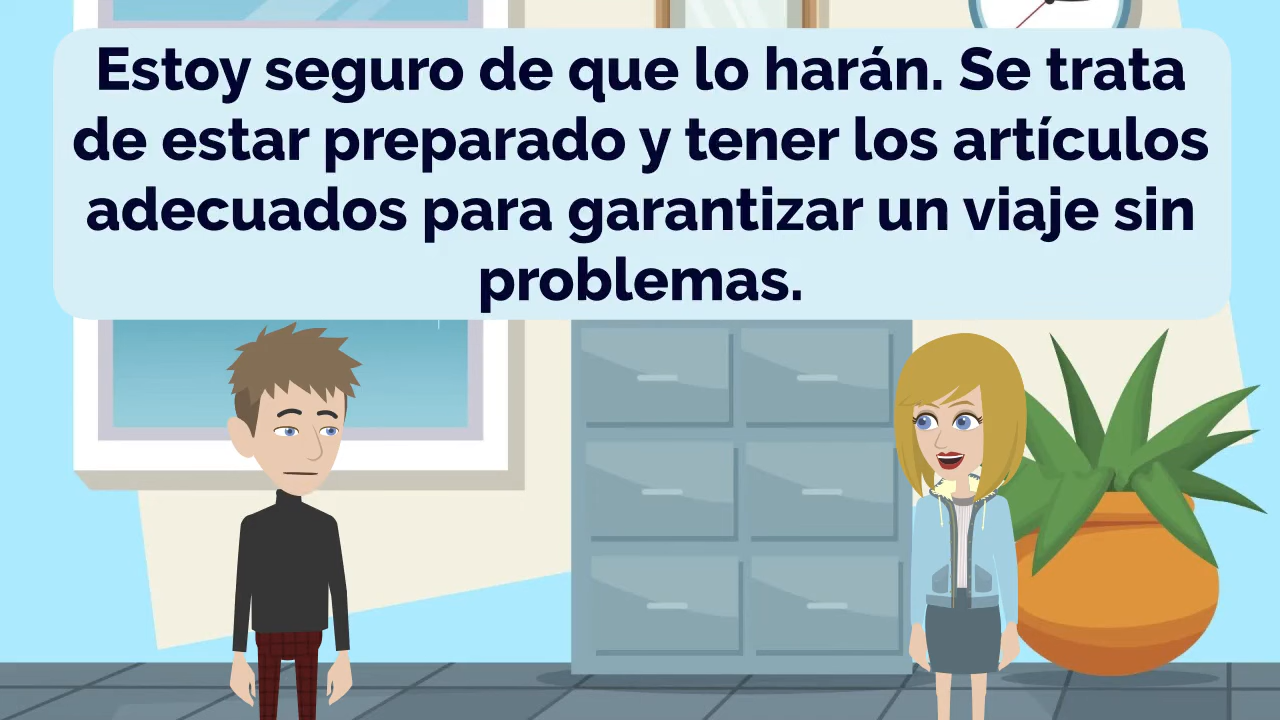 Estoy seguro de que lo harán. Se trata
de estar preparado y tener los artículos
adecuados para garantizar un viaje sin
problemas.